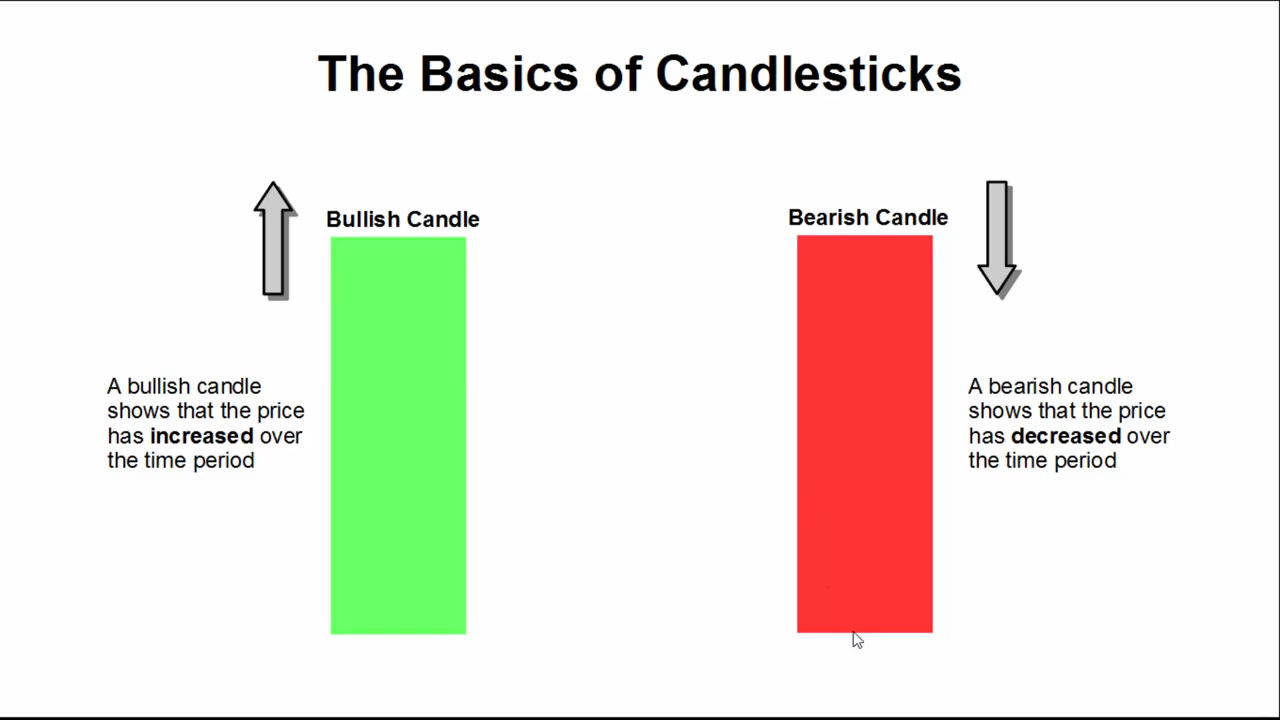 The Basics of Candlesticks
Bullish Candle
Bearish Candle
A bullish candle
shows that the price
has increased over
the time period
A bearish candle
shows that the price
has decreased over
the time period